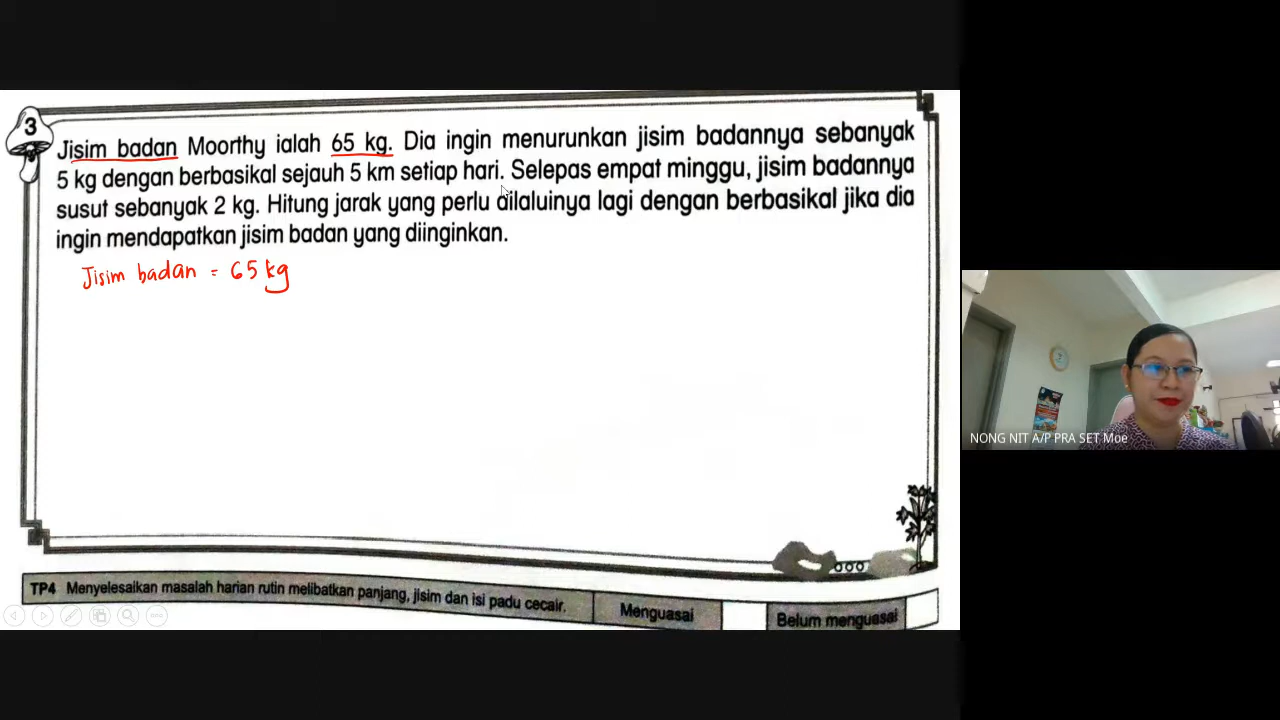 3
Jisim badan Moorthy ialah 65 kg. Dia ingin menurunkan jisim badannya sebanyak
5 kg dengan berbasikal sejauh 5 km setiap hari. Selepas empat minggu, jisim badannya
susut sebanyak 2 kg. Hitung jarak yang perlu dilaluinya lagi dengan berbasikal jika dia
ingin mendapatkan jisim badan yang diinginkan.
Jisim badan = 65 kg
NONG NIT A/P PRA SET Moe
TP4 Menyelesaikan masalah harian rutin melibatkan panjang, jisim dan isi padu cecair.
Menguasai
Belum menguasai